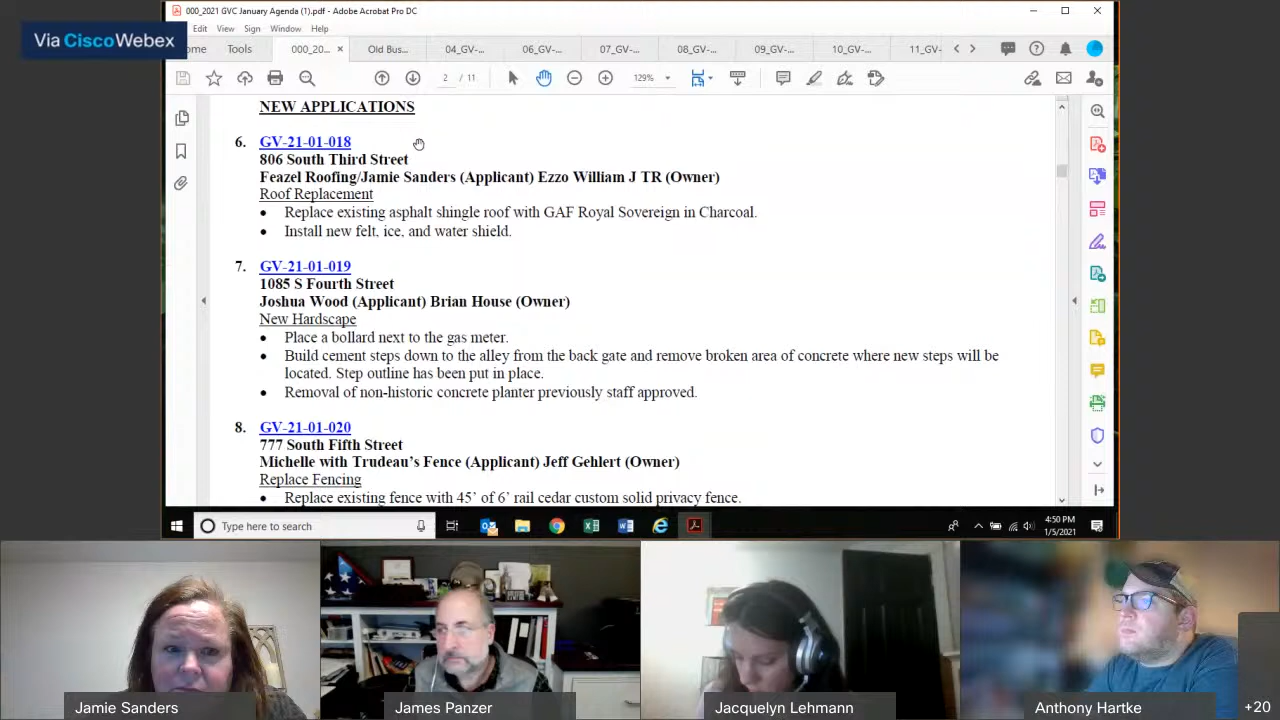 000_2021 GVC January Agenda (1).pdf - Adobe Acrobat Pro DC
Via Cisco Webex
Edit View Sign Window Help
ome Tools 000_20... × Old Bus... 04_GV-... 06_GV-... 07_GV-... 08_GV-... 09_GV-... 10_GV-... 11_GV-
2 / 11 129%
NEW APPLICATIONS
6. GV-21-01-018
806 South Third Street
Feazel Roofing/Jamie Sanders (Applicant) Ezzo William J TR (Owner)
Roof Replacement
• Replace existing asphalt shingle roof with GAF Royal Sovereign in Charcoal.
• Install new felt, ice, and water shield.
7. GV-21-01-019
1085 S Fourth Street
Joshua Wood (Applicant) Brian House (Owner)
New Hardscape
• Place a bollard next to the gas meter.
• Build cement steps down to the alley from the back gate and remove broken area of concrete where new steps will be
located. Step outline has been put in place.
• Removal of non-historic concrete planter previously staff approved.
8. GV-21-01-020
777 South Fifth Street
Michelle with Trudeau's Fence (Applicant) Jeff Gehlert (Owner)
Replace Fencing
• Replace existing fence with 45' of 6' rail cedar custom solid privacy fence.
Type here to search
4:50 PM
1/5/2021
Jamie Sanders
James Panzer
Jacquelyn Lehmann
Anthony Hartke
+20